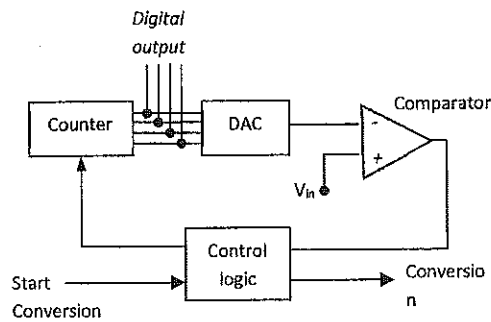 Digital
output
Counter
DAC
Comparator
-
+
Vin
Control
logic
Start
Conversion
Conversio
n